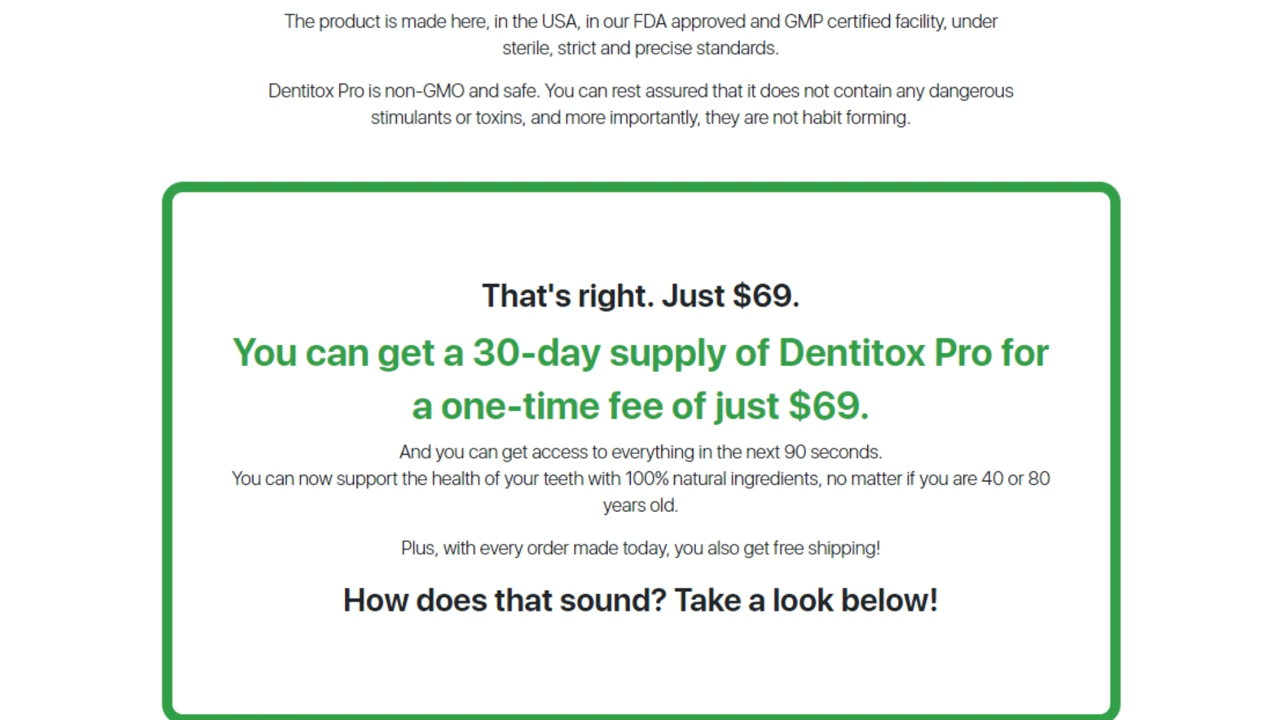 The product is made here, in the USA, in our FDA approved and GMP certified facility, under
sterile, strict and precise standards.
Dentitox Pro is non-GMO and safe. You can rest assured that it does not contain any dangerous
stimulants or toxins, and more importantly, they are not habit forming.
That's right. Just $69.
You can get a 30-day supply of Dentitox Pro for
a one-time fee of just $69.
And you can get access to everything in the next 90 seconds.
You can now support the health of your teeth with 100% natural ingredients, no matter if you are 40 or 80
years old.
Plus, with every order made today, you also get free shipping!
How does that sound? Take a look below!